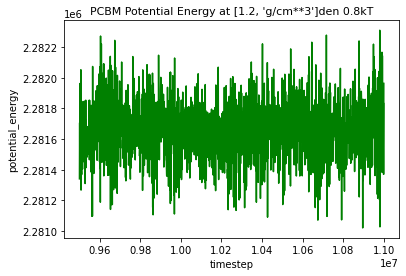 PCBM Potential Energy at [1.2, 'g/cm**3']den 0.8kT
1e6
2.2822
2.2820
2.2818
2.2816
2.2814
2.2812
2.2810
potential_energy
0.96 0.98 1.00 1.02 1.04 1.06 1.08 1.10
timestep
1e7